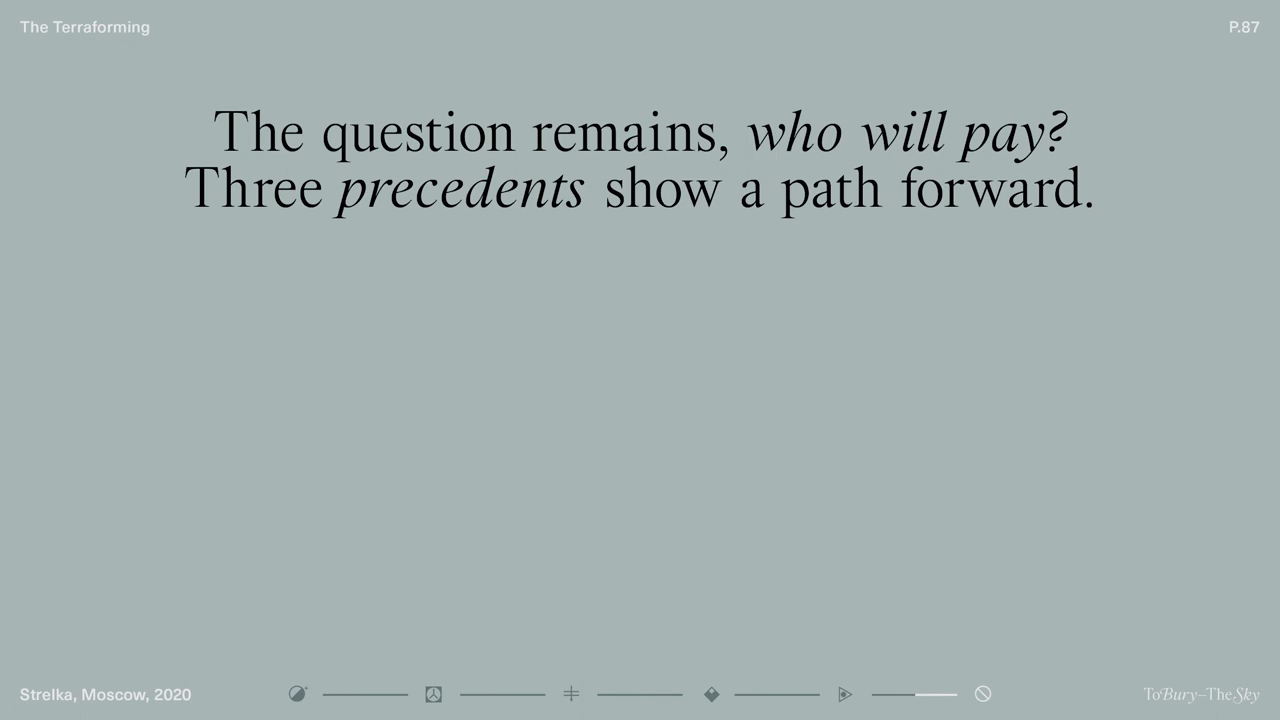 The Terraforming
P.87
The question remains, who will pay?
Three precedents show a path forward.
Strelka, Moscow, 2020
To Bury–The Sky